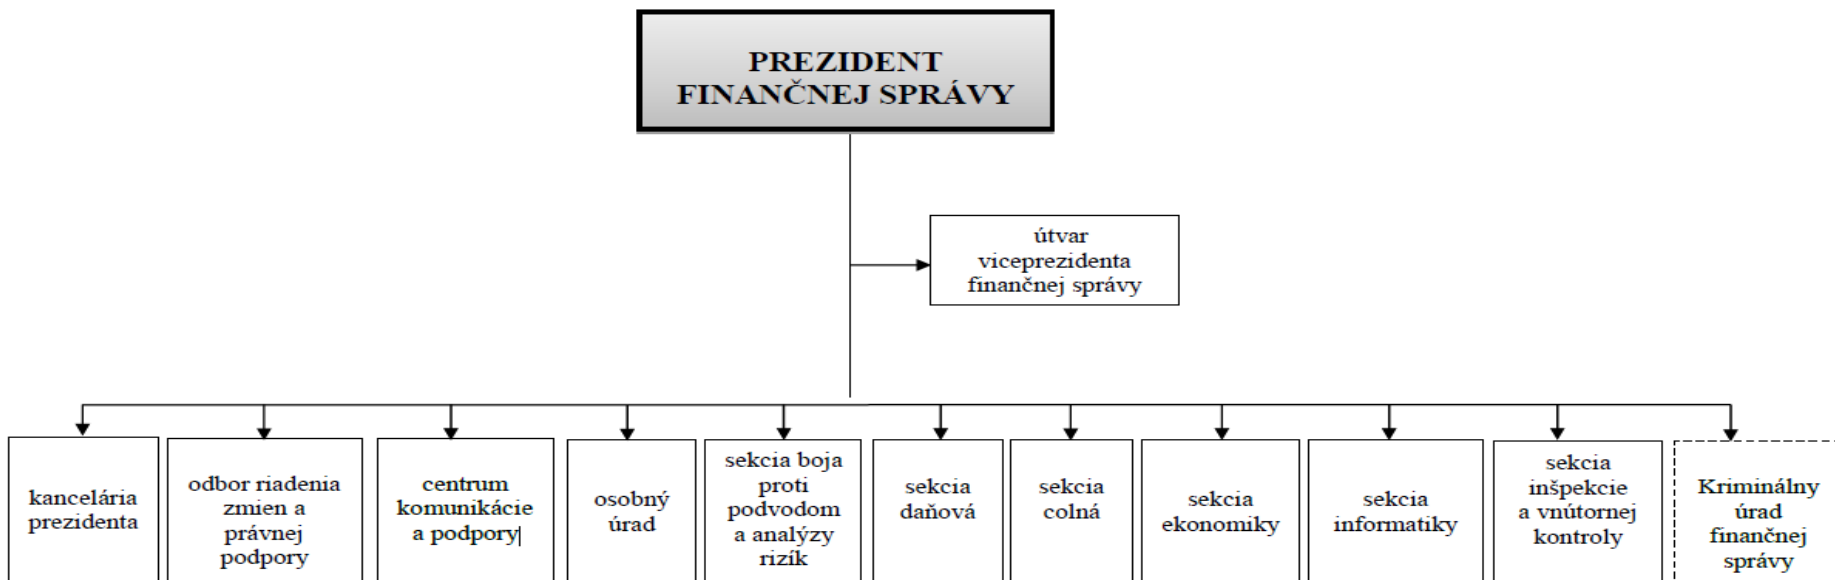 PREZIDENT
FINANČNEJ SPRÁVY
útvar
viceprezidenta
finančnej správy
kancelária
prezidenta
odbor riadenia
zmien a
právnej
podpory
centrum
komunikácie
a podpory
osobný
úrad
sekcia boja
proti
podvodom
a analýzy
rizík
sekcia
daňová
sekcia
colná
sekcia
ekonomiky
sekcia
informatiky
sekcia
inšpekcie
a vnútornej
kontroly
Kriminálny
úrad
finančnej
správy